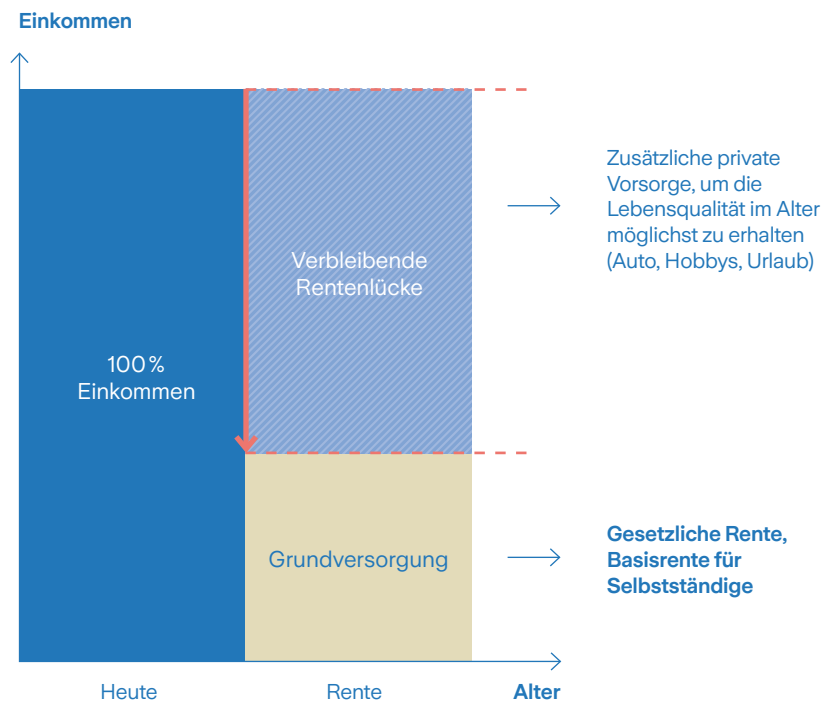 Einkommen
Zusätzliche private
Vorsorge, um die
Lebensqualität im Alter
möglichst zu erhalten
(Auto, Hobbys, Urlaub)
Verbleibende
Rentenlücke
100 %
Einkommen
Grundversorgung
Gesetzliche Rente,
Basisrente für
Selbstständige
Heute
Rente
Alter